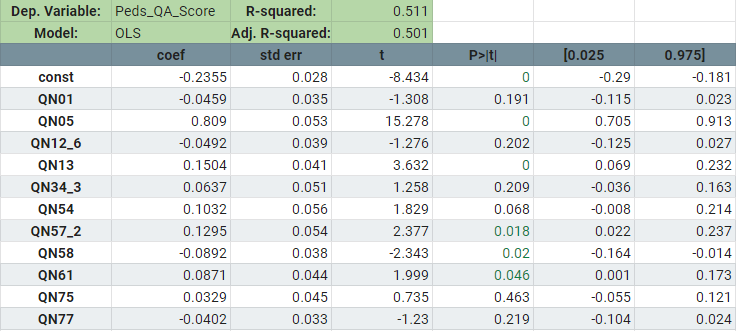 Dep. Variable: Peds_QA_Score R-squared: 0.511
Model: OLS Adj. R-squared: 0.501
coef std err t P>|t| [0.025 0.975]
const -0.2355 0.028 -8.434 0 -0.29 -0.181
QN01 -0.0459 0.035 -1.308 0.191 -0.115 0.023
QN05 0.809 0.053 15.278 0 0.705 0.913
QN12_6 -0.0492 0.039 -1.276 0.202 -0.125 0.027
QN13 0.1504 0.041 3.632 0 0.069 0.232
QN34_3 0.0637 0.051 1.258 0.209 -0.036 0.163
QN54 0.1032 0.056 1.829 0.068 -0.008 0.214
QN57_2 0.1295 0.054 2.377 0.018 0.022 0.237
QN58 -0.0892 0.038 -2.343 0.02 -0.164 -0.014
QN61 0.0871 0.044 1.999 0.046 0.001 0.173
QN75 0.0329 0.045 0.735 0.463 -0.055 0.121
QN77 -0.0402 0.033 -1.23 0.219 -0.104 0.024